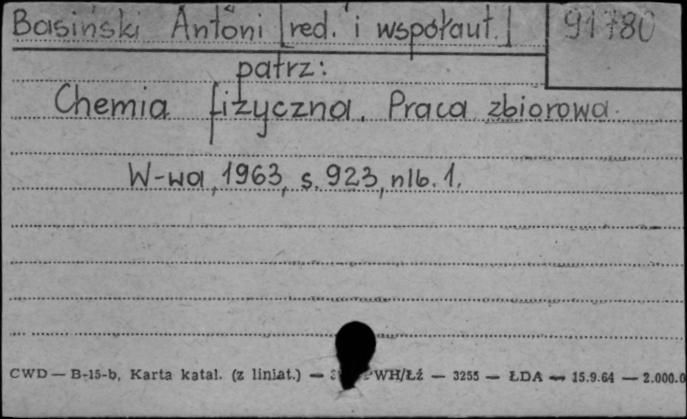 Basiński Antoni [red. i współaut.] 91780
patrz:
Chemia fizyczna. Praca zbiorowa.
W-wa, 1963, s. 923, nlb. 1.
CWD — B-15-b, Karta katal. (z liniat.) — WH/Łź — 3255 — ŁDA — 15.9.64 — 2.000.0